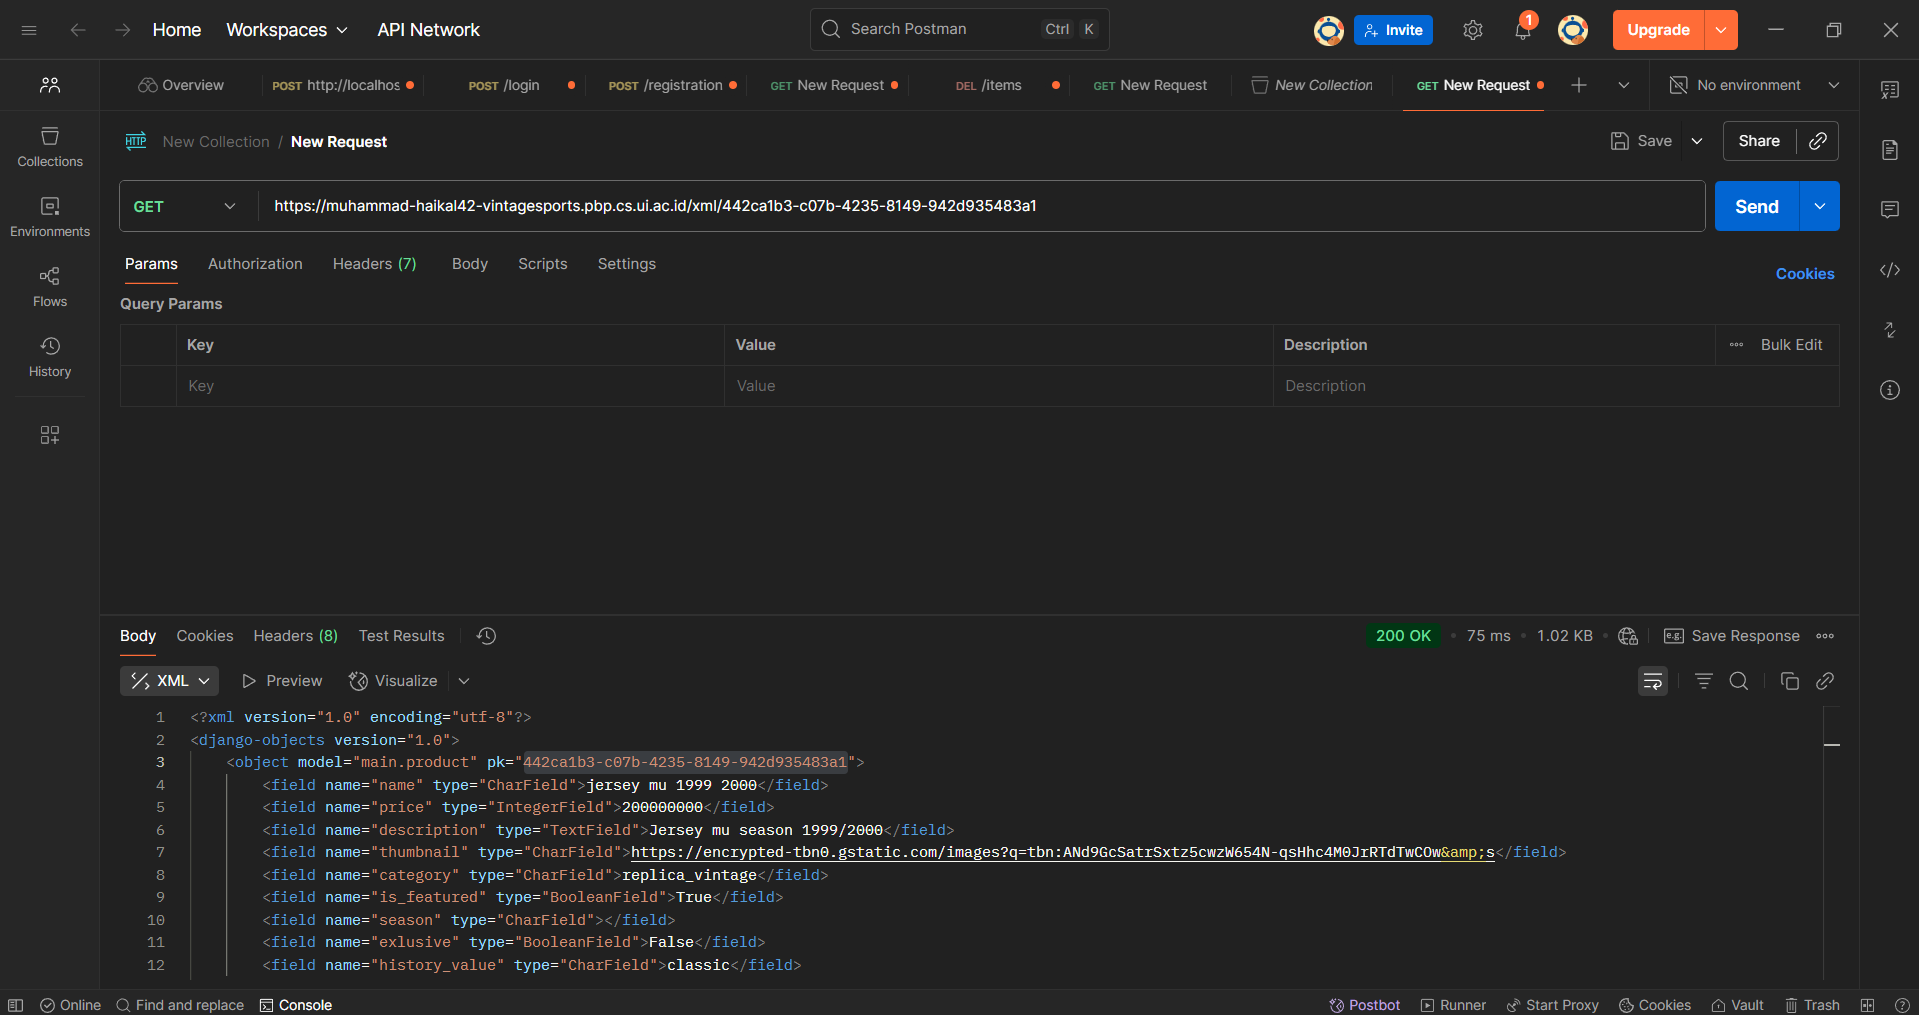 Home Workspaces API Network Search Postman Ctrl K Invite 1 Upgrade
Overview POST http://localhos POST /login POST /registration GET New Request DEL /items GET New Request New Collection GET New Request No environment
HTTP New Collection / New Request Save Share
Collections
GET https://muhammad-haikal42-vintagesports.pbp.cs.ui.ac.id/xml/442ca1b3-c07b-4235-8149-942d935483a1 Send
Environments
Params Authorization Headers (7) Body Scripts Settings Cookies
Flows
Query Params
Key Value Description Bulk Edit
History
Key Value Description
Body Cookies Headers (8) Test Results 200 OK 75 ms 1.02 KB e.g. Save Response
XML Preview Visualize
1 <?xml version="1.0" encoding="utf-8"?>
2 <django-objects version="1.0">
3 <object model="main.product" pk="442ca1b3-c07b-4235-8149-942d935483a1">
4 <field name="name" type="CharField">jersey mu 1999 2000</field>
5 <field name="price" type="IntegerField">200000000</field>
6 <field name="description" type="TextField">Jersey mu season 1999/2000</field>
7 <field name="thumbnail" type="CharField">https://encrypted-tbn0.gstatic.com/images?q=tbn:ANd9GcSatrSxtz5cwzW654N-qsHhc4M0JrRTdTwCOw&amp;s</field>
8 <field name="category" type="CharField">replica_vintage</field>
9 <field name="is_featured" type="BooleanField">True</field>
10 <field name="season" type="CharField"></field>
11 <field name="exlusive" type="BooleanField">False</field>
12 <field name="history_value" type="CharField">classic</field>
Online Find and replace Console Postbot Runner Start Proxy Cookies Vault Trash